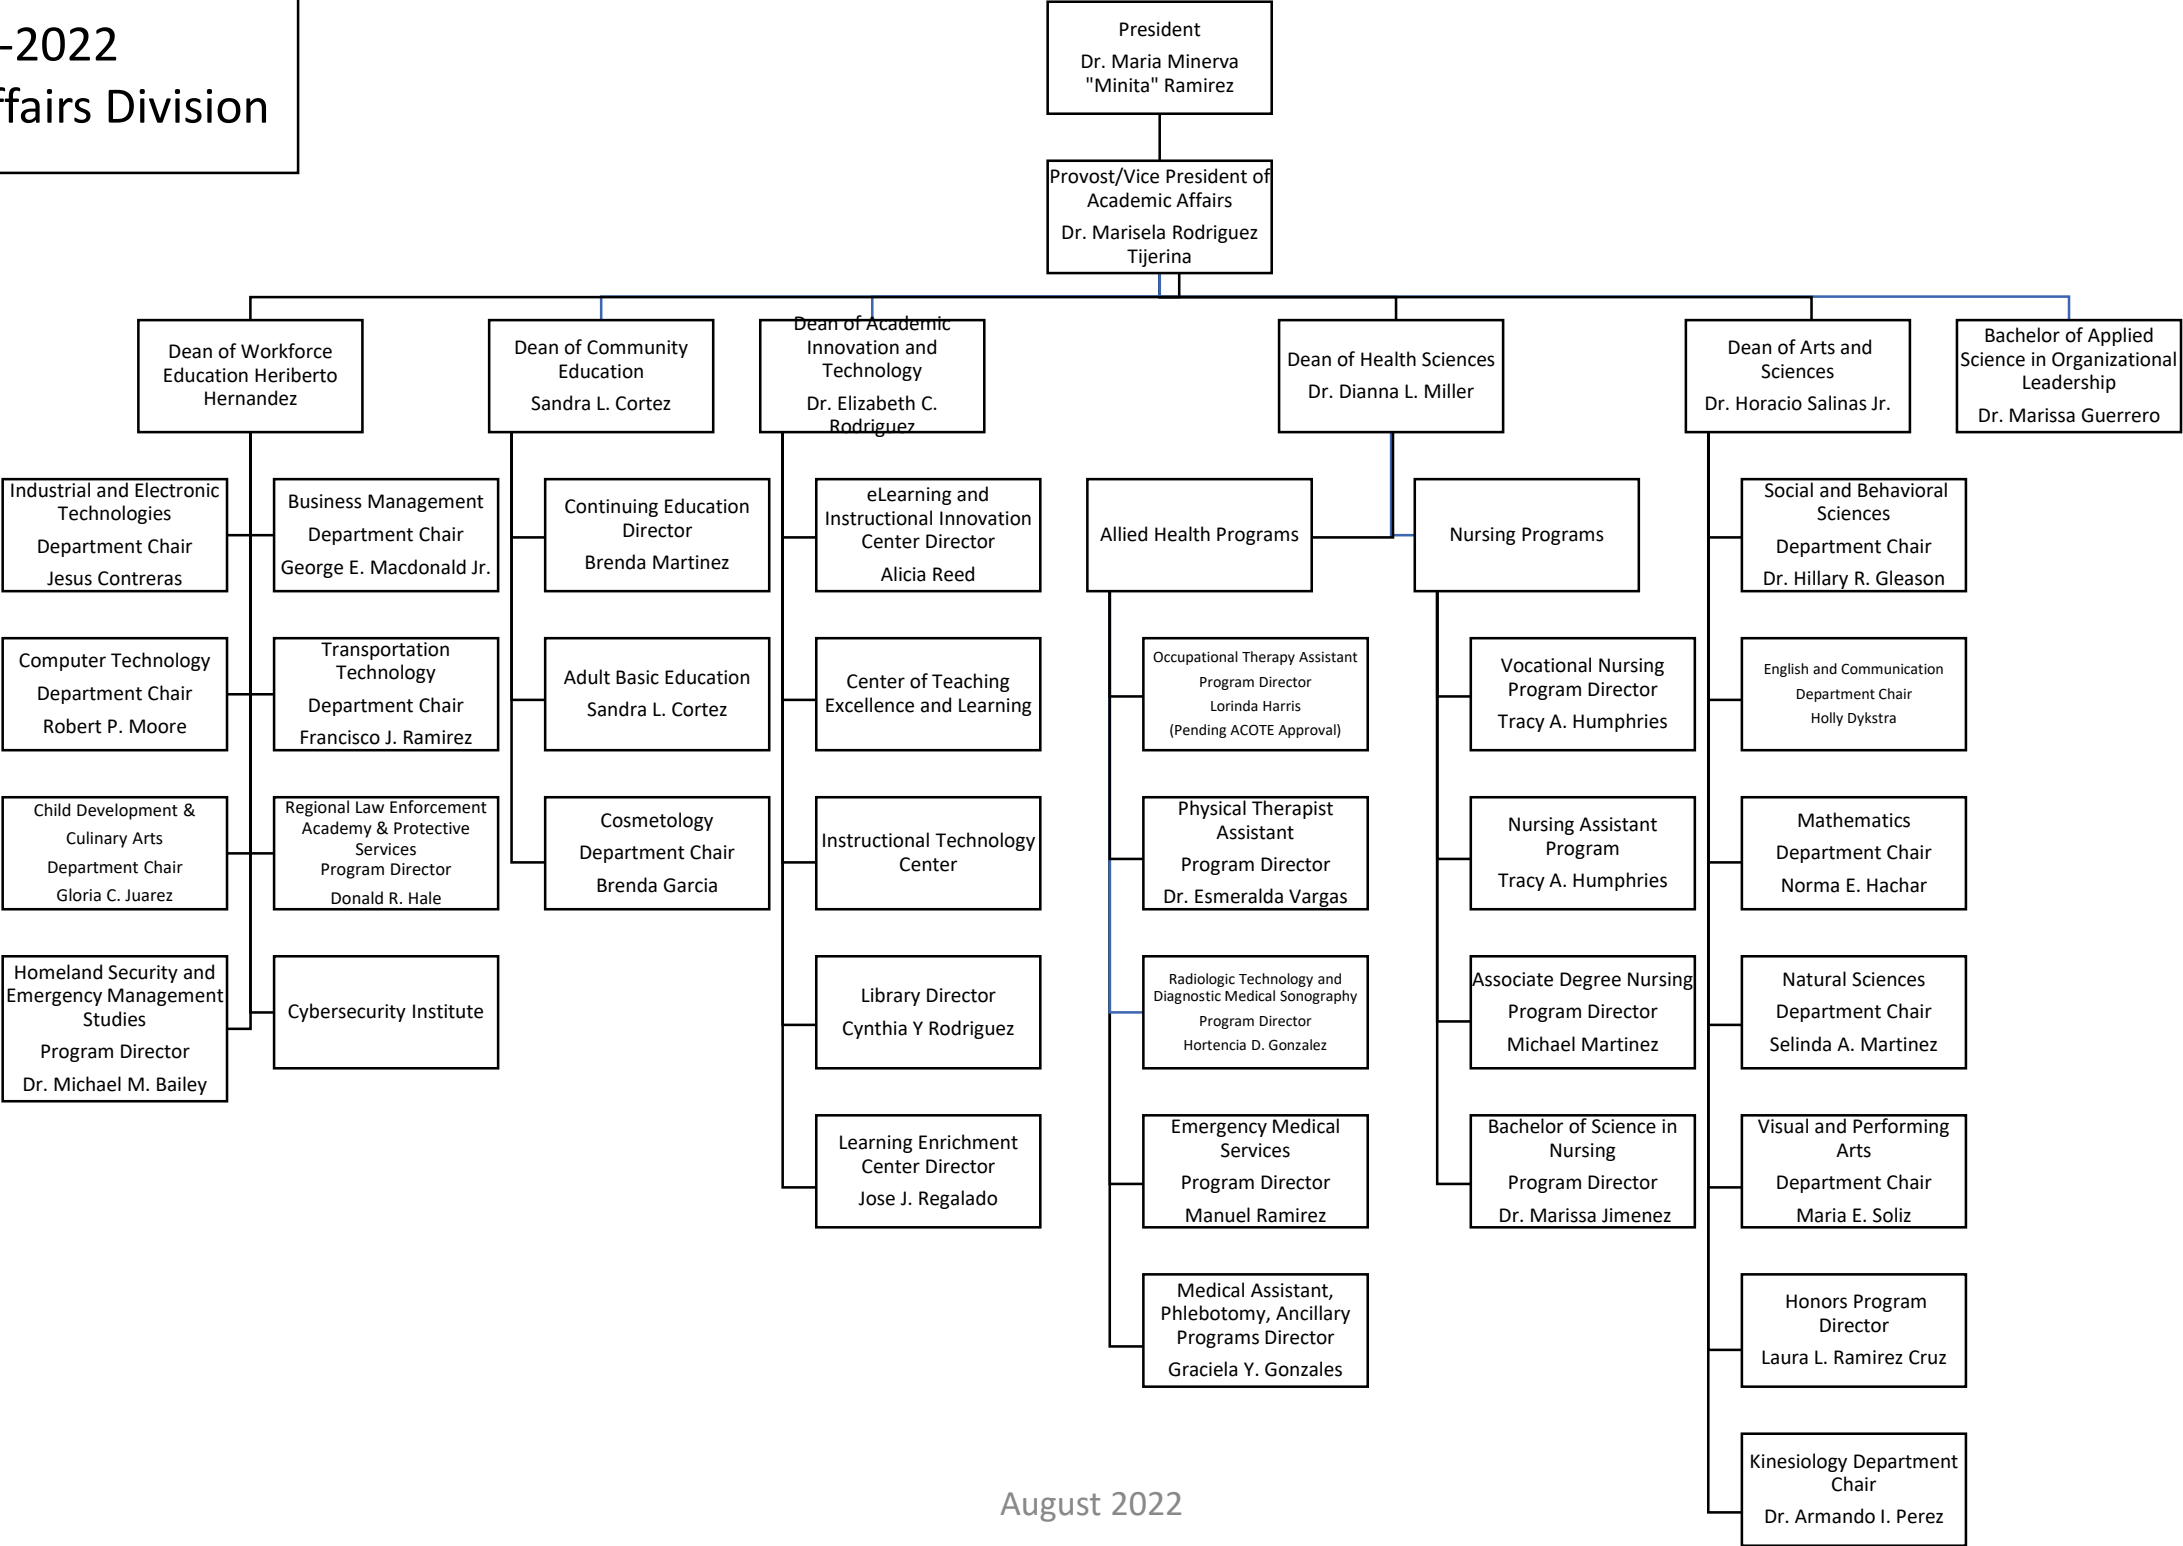 -2022
ffairs Division
President
Dr. Maria Minerva
"Minita" Ramirez
Provost/Vice President of
Academic Affairs
Dr. Marisela Rodriguez
Tijerina
Dean of Workforce
Education Heriberto
Hernandez
Dean of Community
Education
Sandra L. Cortez
Dean of Academic
Innovation and
Technology
Dr. Elizabeth C.
Rodriguez
Dean of Health Sciences
Dr. Dianna L. Miller
Dean of Arts and
Sciences
Dr. Horacio Salinas Jr.
Bachelor of Applied
Science in Organizational
Leadership
Dr. Marissa Guerrero
Industrial and Electronic
Technologies
Department Chair
Jesus Contreras
Business Management
Department Chair
George E. Macdonald Jr.
Continuing Education
Director
Brenda Martinez
eLearning and
Instructional Innovation
Center Director
Alicia Reed
Allied Health Programs
Nursing Programs
Social and Behavioral
Sciences
Department Chair
Dr. Hillary R. Gleason
Computer Technology
Department Chair
Robert P. Moore
Transportation
Technology
Department Chair
Francisco J. Ramirez
Adult Basic Education
Sandra L. Cortez
Center of Teaching
Excellence and Learning
Occupational Therapy Assistant
Program Director
Lorinda Harris
(Pending ACOTE Approval)
Vocational Nursing
Program Director
Tracy A. Humphries
English and Communication
Department Chair
Holly Dykstra
Child Development &
Culinary Arts
Department Chair
Gloria C. Juarez
Regional Law Enforcement
Academy & Protective
Services
Program Director
Donald R. Hale
Cosmetology
Department Chair
Brenda Garcia
Instructional Technology
Center
Physical Therapist
Assistant
Program Director
Dr. Esmeralda Vargas
Nursing Assistant
Program
Tracy A. Humphries
Mathematics
Department Chair
Norma E. Hachar
Homeland Security and
Emergency Management
Studies
Program Director
Dr. Michael M. Bailey
Cybersecurity Institute
Library Director
Cynthia Y Rodriguez
Radiologic Technology and
Diagnostic Medical Sonography
Program Director
Hortencia D. Gonzalez
Associate Degree Nursing
Program Director
Michael Martinez
Natural Sciences
Department Chair
Selinda A. Martinez
Learning Enrichment
Center Director
Jose J. Regalado
Emergency Medical
Services
Program Director
Manuel Ramirez
Bachelor of Science in
Nursing
Program Director
Dr. Marissa Jimenez
Visual and Performing
Arts
Department Chair
Maria E. Soliz
Medical Assistant,
Phlebotomy, Ancillary
Programs Director
Graciela Y. Gonzales
Honors Program
Director
Laura L. Ramirez Cruz
Kinesiology Department
Chair
Dr. Armando I. Perez
August 2022